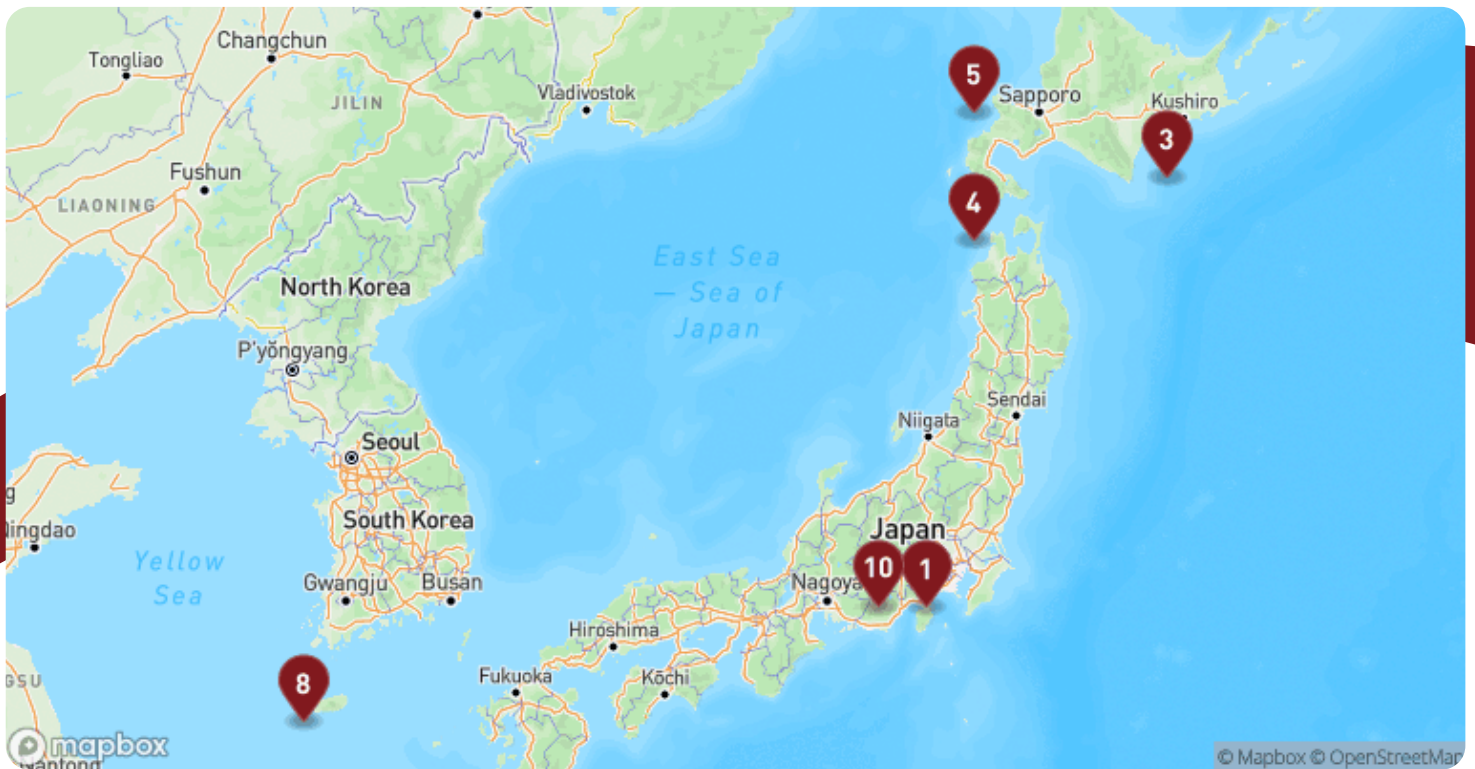 Changchun
Tongliao
JILIN
Vladivostok
5
Sapporo
Kushiro
3
Fushun
LIAONING
4
East Sea
— Sea of
Japan
North Korea
P'yŏngyang
Sendai
Niigata
Seoul
g
Qingdao
South Korea
Japan
Yellow
Sea
10
1
Gwangju
Busan
Nagoya
Hiroshima
Fukuoka
Kōchi
8
GSU
mapbox
Nantong
© Mapbox © OpenStreetMap